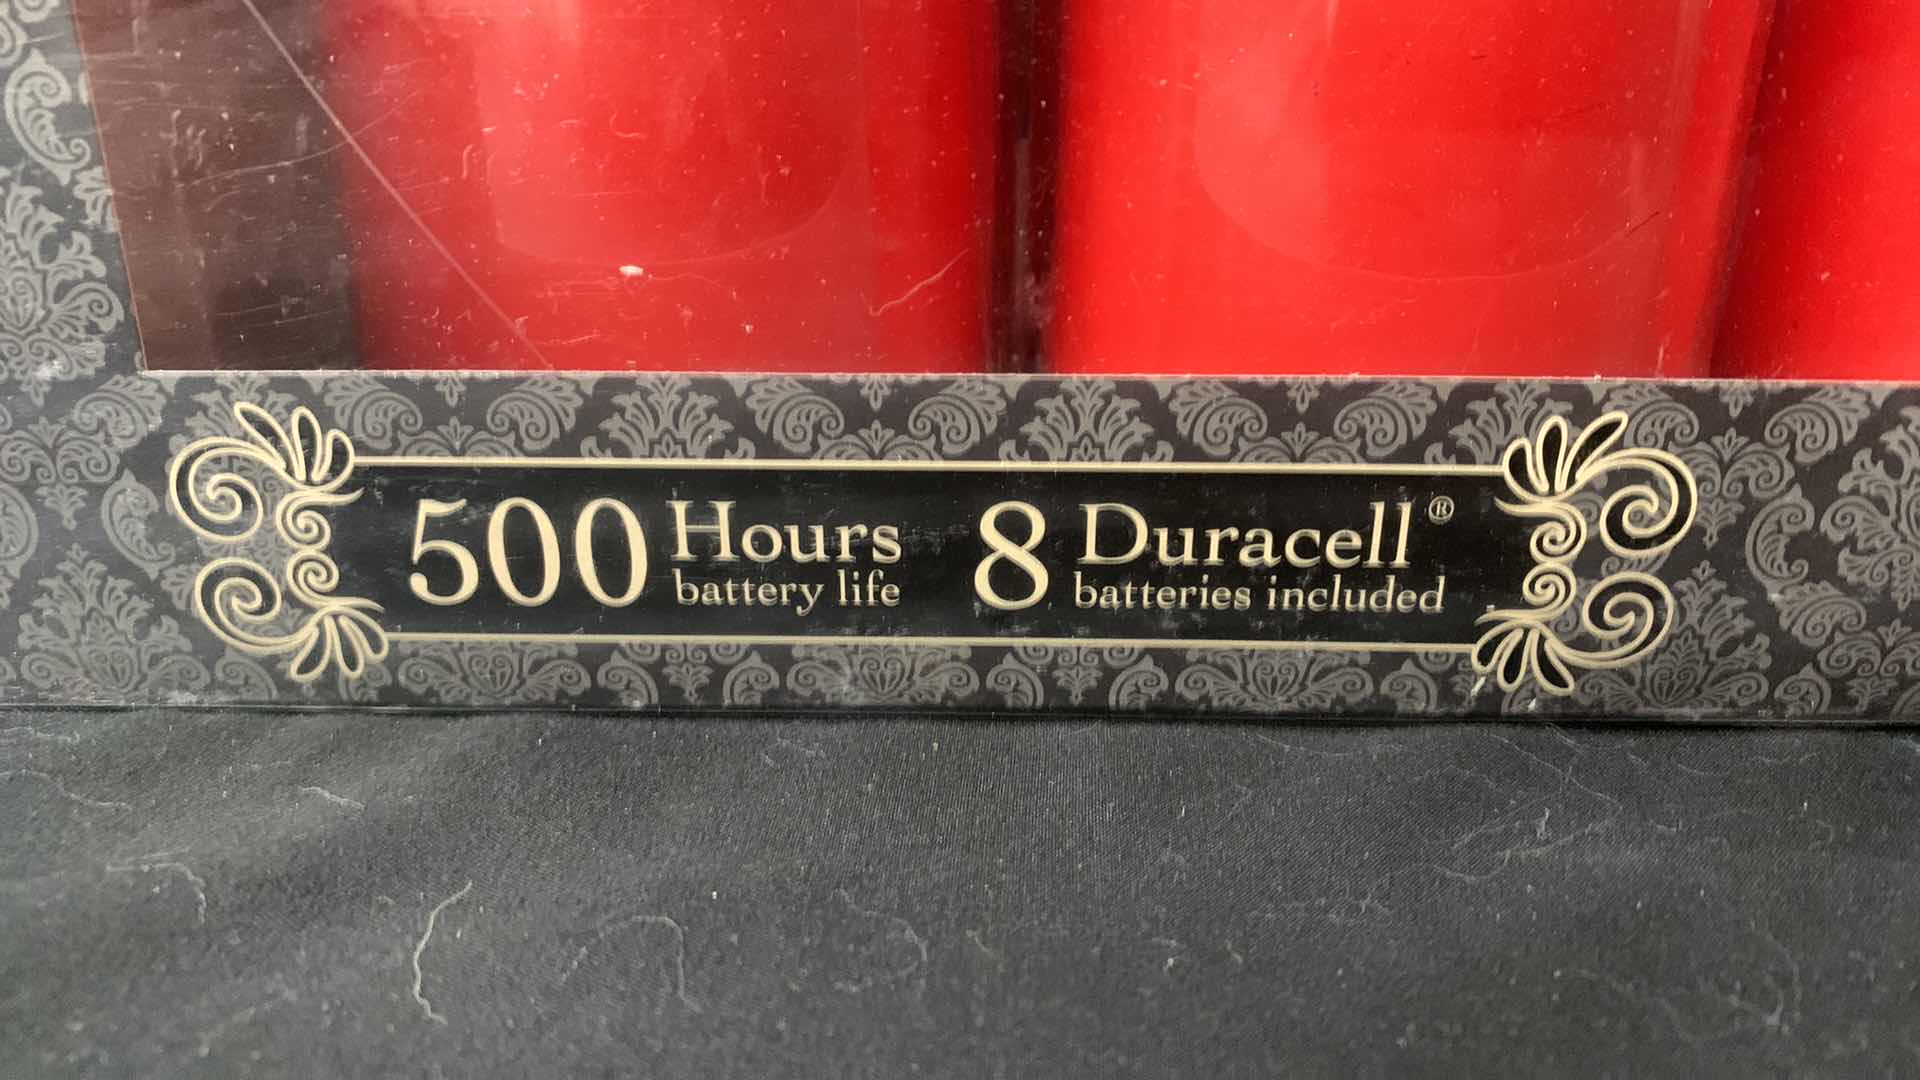 500 Hours
battery life
8 Duracell®
batteries included